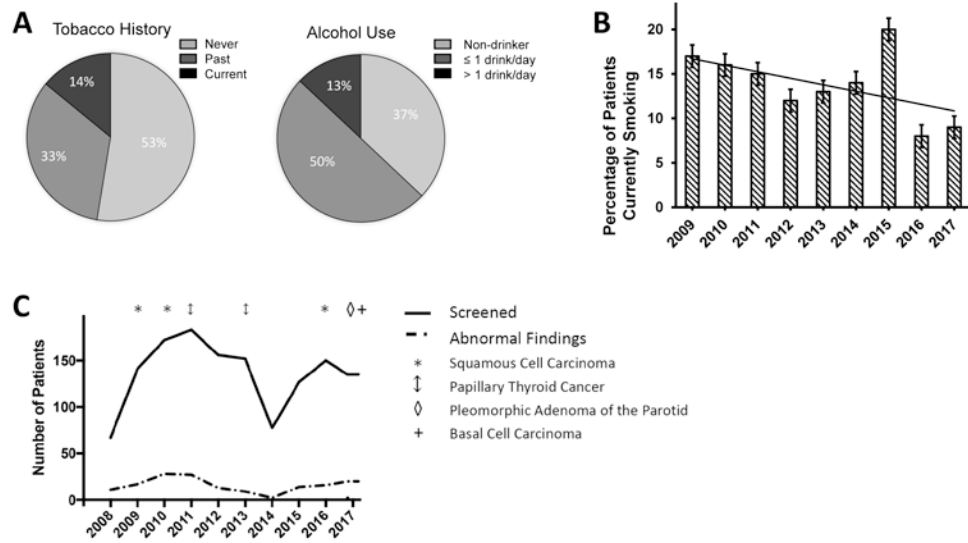 A
Tobacco History
Never
Past
Current
14%
33%
53%
Alcohol Use
Non-drinker
≤ 1 drink/day
> 1 drink/day
13%
37%
50%
B
Percentage of Patients
Currently Smoking
20
15
10
5
0
2009
2010
2011
2012
2013
2014
2015
2016
2017
C
Number of Patients
150
100
50
0
2008
2009
2010
2011
2012
2013
2014
2015
2016
2017
* * ↕ ↕ * ◊ +
Screened
Abnormal Findings
* Squamous Cell Carcinoma
↕ Papillary Thyroid Cancer
◊ Pleomorphic Adenoma of the Parotid
+ Basal Cell Carcinoma